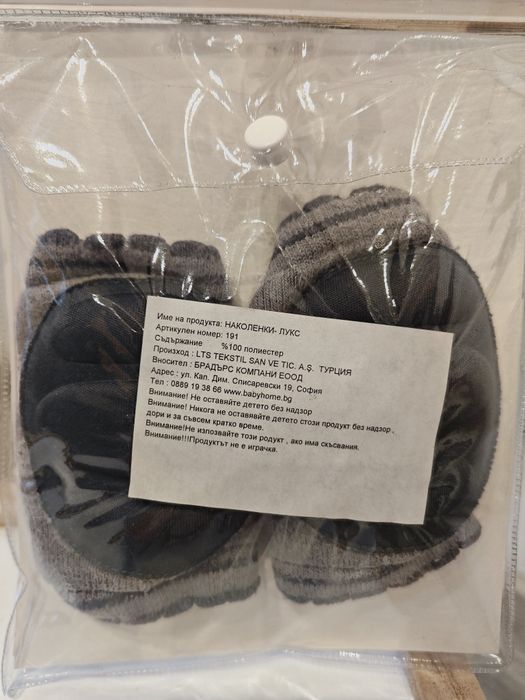 Име на продукта: НАКОЛЕНКИ- ЛУКС
Артикулен номер: 191
Съдържание %100 полиестер
Произход : LTS TEKSTIL SAN VE TIC. A.Ş. ТУРЦИЯ
Вносител : БРАДЪРС КОМПАНИ ЕООД
Адрес : ул. Кап. Дим. Списаревски 19, София
Тел : 0889 19 38 66 www.babyhome.bg
Внимание! Не оставяйте детето без надзор
Внимание! Никога не оставявайте детето стози продукт без надзор ,
дори и за съвсем кратко време.
Внимание!Не изпозвайте този родукт , ако има скъсвания.
Внимание!!!Продуктът не е играчка.